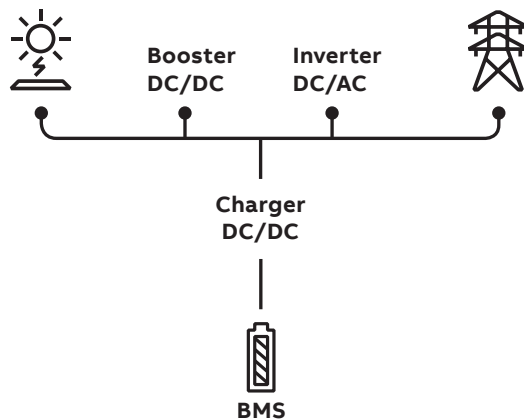 Booster
DC/DC
Inverter
DC/AC
Charger
DC/DC
BMS